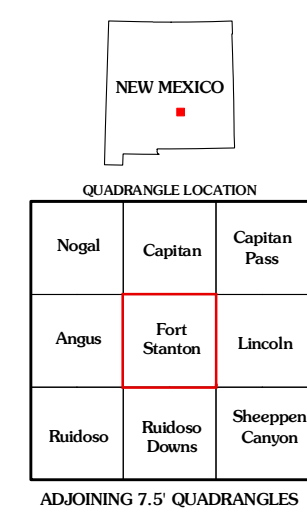 NEW MEXICO
QUADRANGLE LOCATION
Nogal
Capitan
Capitan
Pass
Angus
Fort
Stanton
Lincoln
Ruidoso
Ruidoso
Downs
Sheeppen
Canyon
ADJOINING 7.5' QUADRANGLES